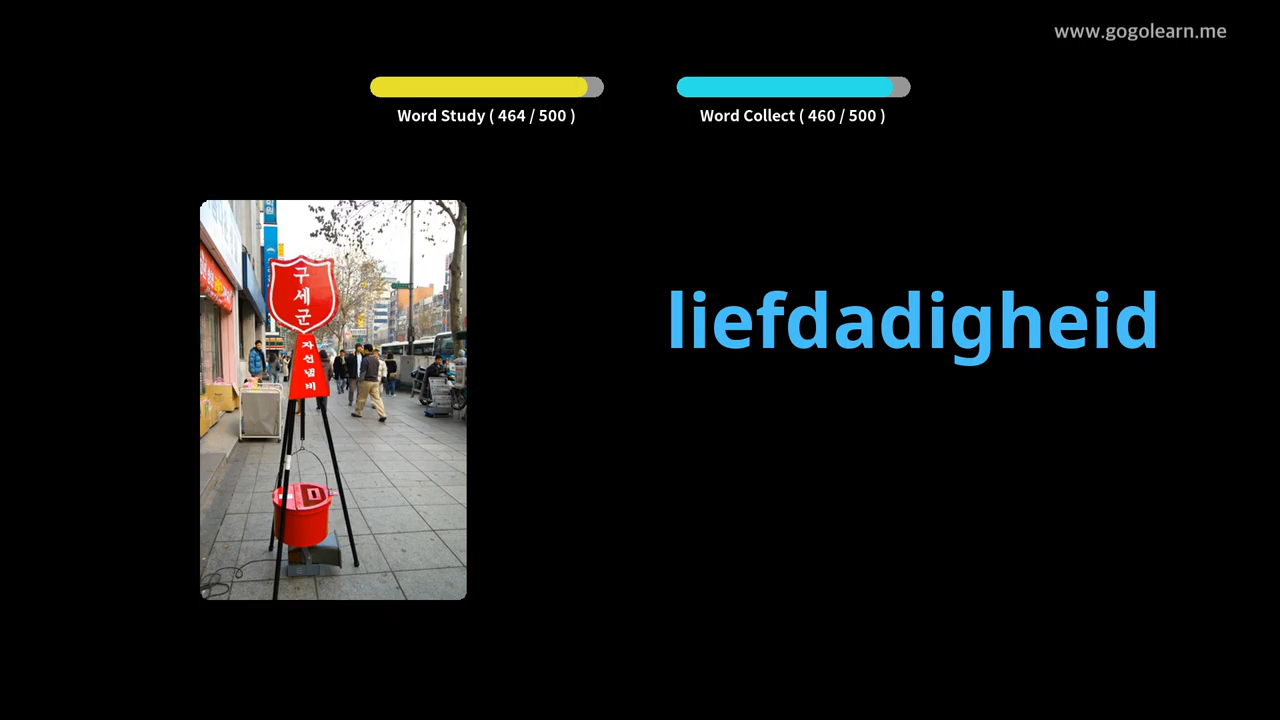 www.gogolearn.me
Word Study ( 464 / 500 )
Word Collect ( 460 / 500 )
구
세
군
자
선
냄
비
liefdadigheid